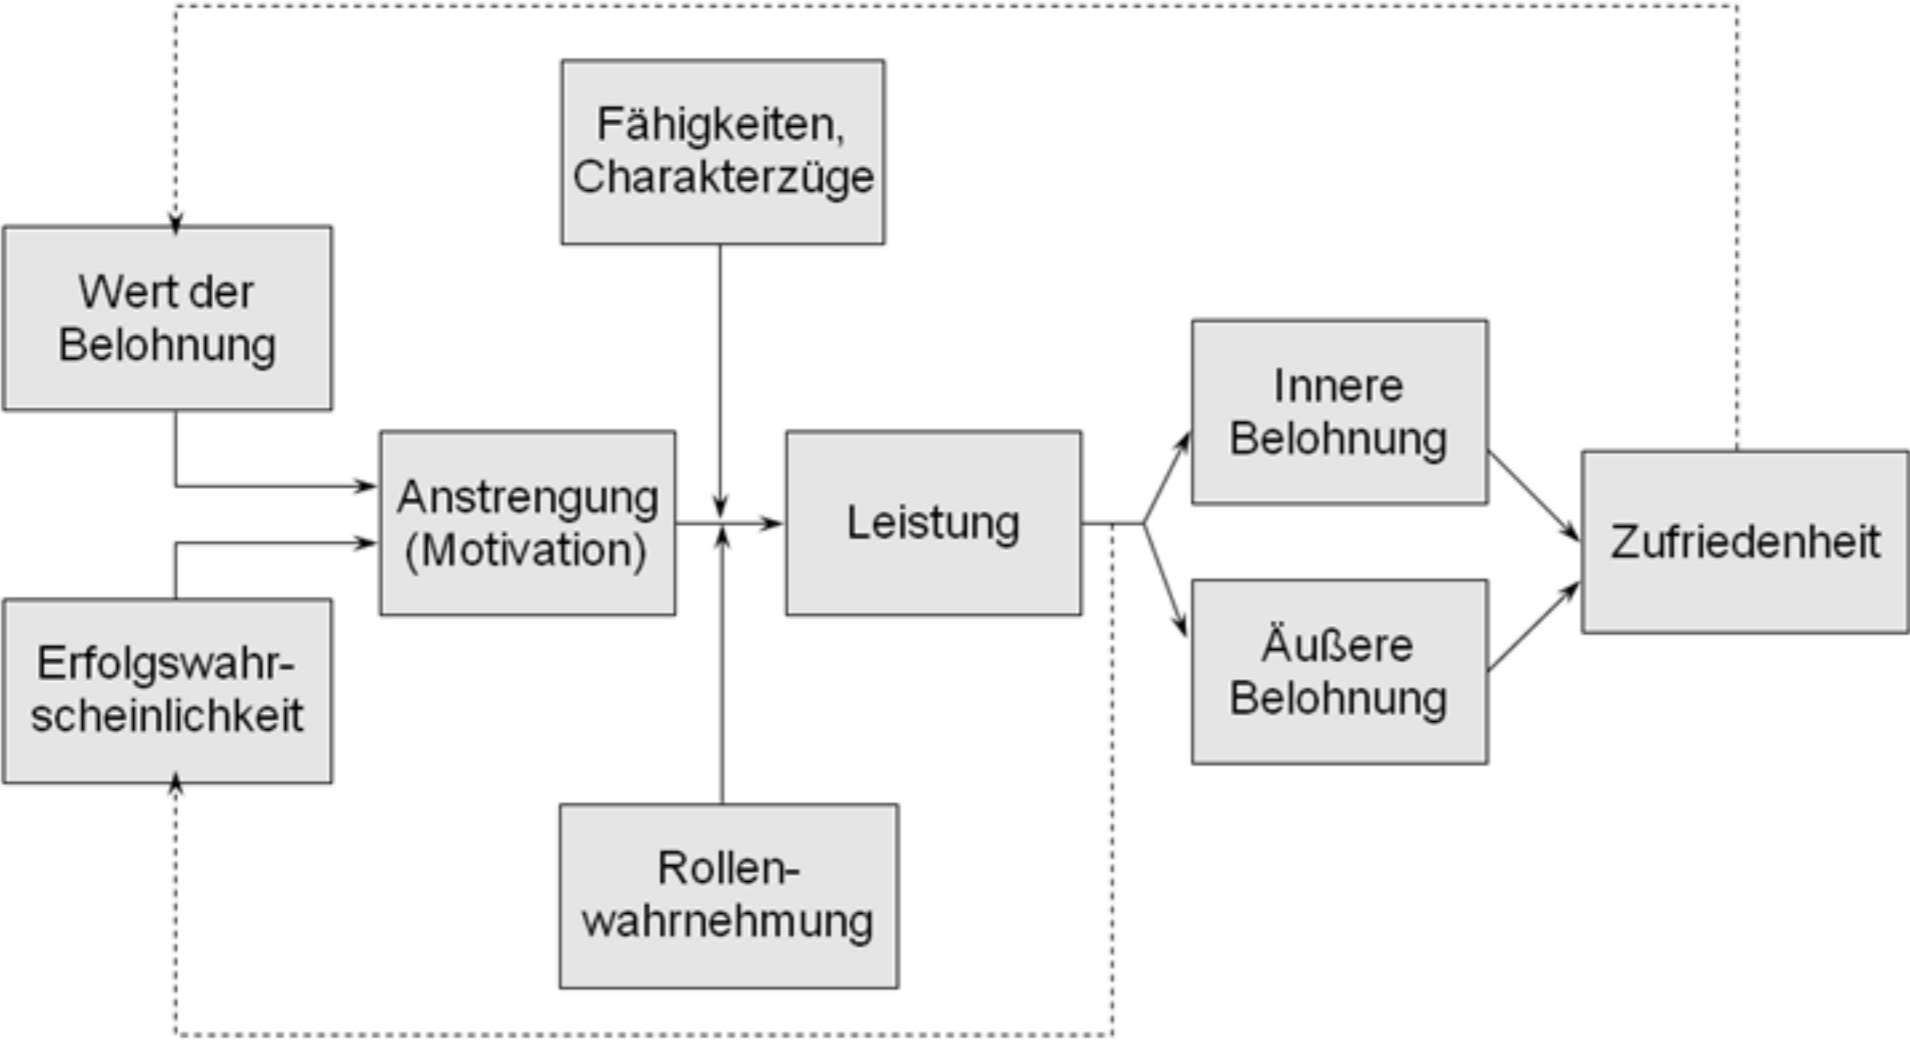 Fähigkeiten,
Charakterzüge
Wert der
Belohnung
Anstrengung
(Motivation)
Leistung
Innere
Belohnung
Zufriedenheit
Äußere
Belohnung
Erfolgswahr-
scheinlichkeit
Rollen-
wahrnehmung